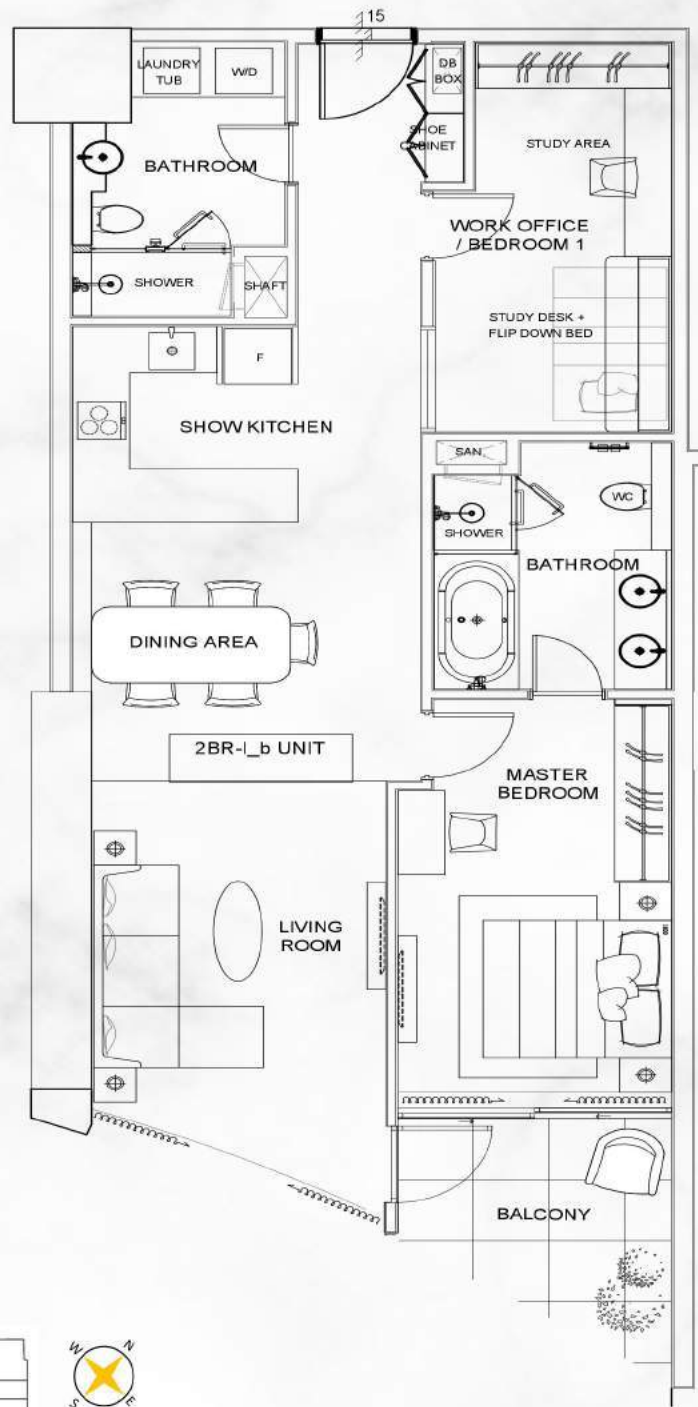 15
LAUNDRY
TUB
W/D
DB
BOX
SHOE
CABINET
STUDY AREA
BATHROOM
WORK OFFICE
/ BEDROOM 1
SHOWER
SHAFT
STUDY DESK +
FLIP DOWN BED
F
SHOW KITCHEN
SAN
WC
SHOWER
BATHROOM
DINING AREA
2BR-I_b UNIT
MASTER
BEDROOM
LIVING
ROOM
BALCONY
W
N
S
E